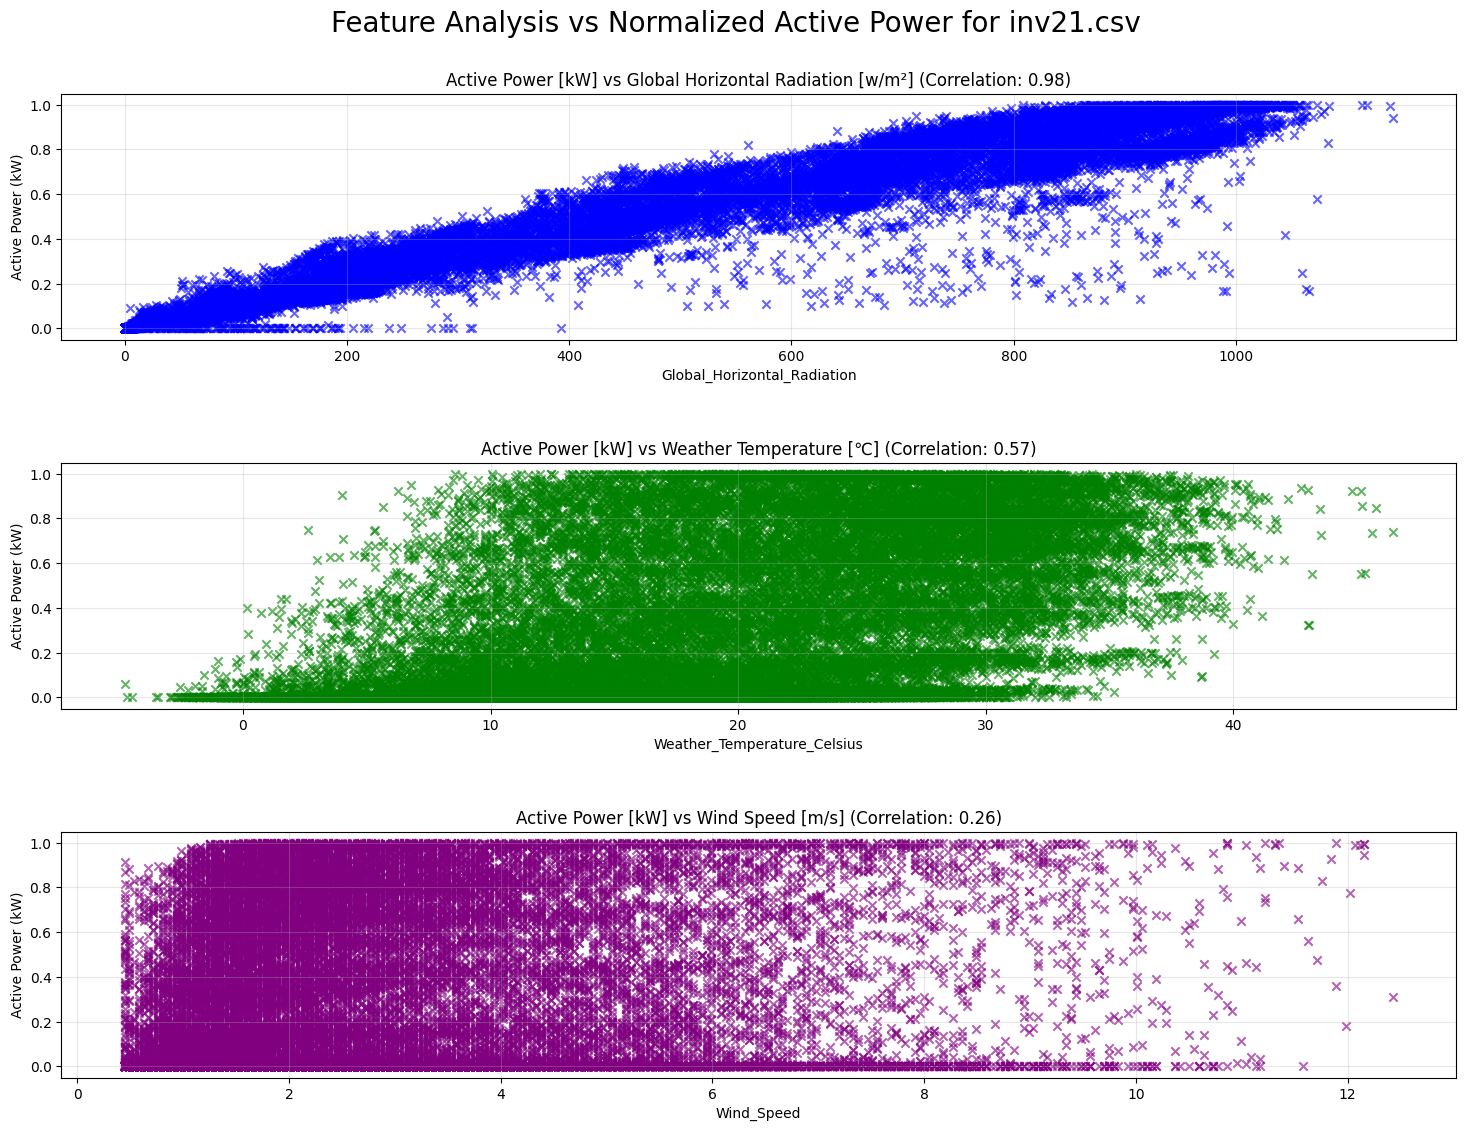 Feature Analysis vs Normalized Active Power for inv21.csv
Active Power [kW] vs Global Horizontal Radiation [w/m²] (Correlation: 0.98)
Active Power (kW)
1.0
0.8
0.6
0.4
0.2
0.0
0 200 400 600 800 1000
Global_Horizontal_Radiation
Active Power [kW] vs Weather Temperature [℃] (Correlation: 0.57)
Active Power (kW)
1.0
0.8
0.6
0.4
0.2
0.0
0 10 20 30 40
Weather_Temperature_Celsius
Active Power [kW] vs Wind Speed [m/s] (Correlation: 0.26)
Active Power (kW)
1.0
0.8
0.6
0.4
0.2
0.0
0 2 4 6 8 10 12
Wind_Speed